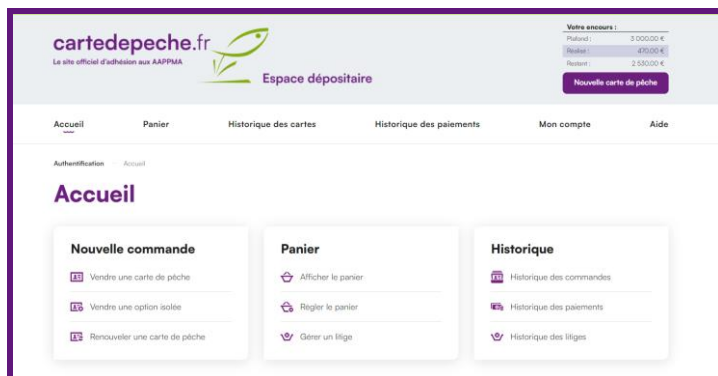 cartedepeche.fr
Le site officiel d'adhésion aux AAPPMA
Espace dépositaire
Votre encours :
Plafond : 3 000.00 €
Réalisé : 470.00 €
Restant : 2 530.00 €
Nouvelle carte de pêche
Accueil Panier Historique des cartes Historique des paiements Mon compte Aide
Authentification Accueil
Accueil
Nouvelle commande
Vendre une carte de pêche
Vendre une option isolée
Renouveler une carte de pêche
Panier
Afficher le panier
Régler le panier
Gérer un litige
Historique
Historique des commandes
Historique des paiements
Historique des litiges